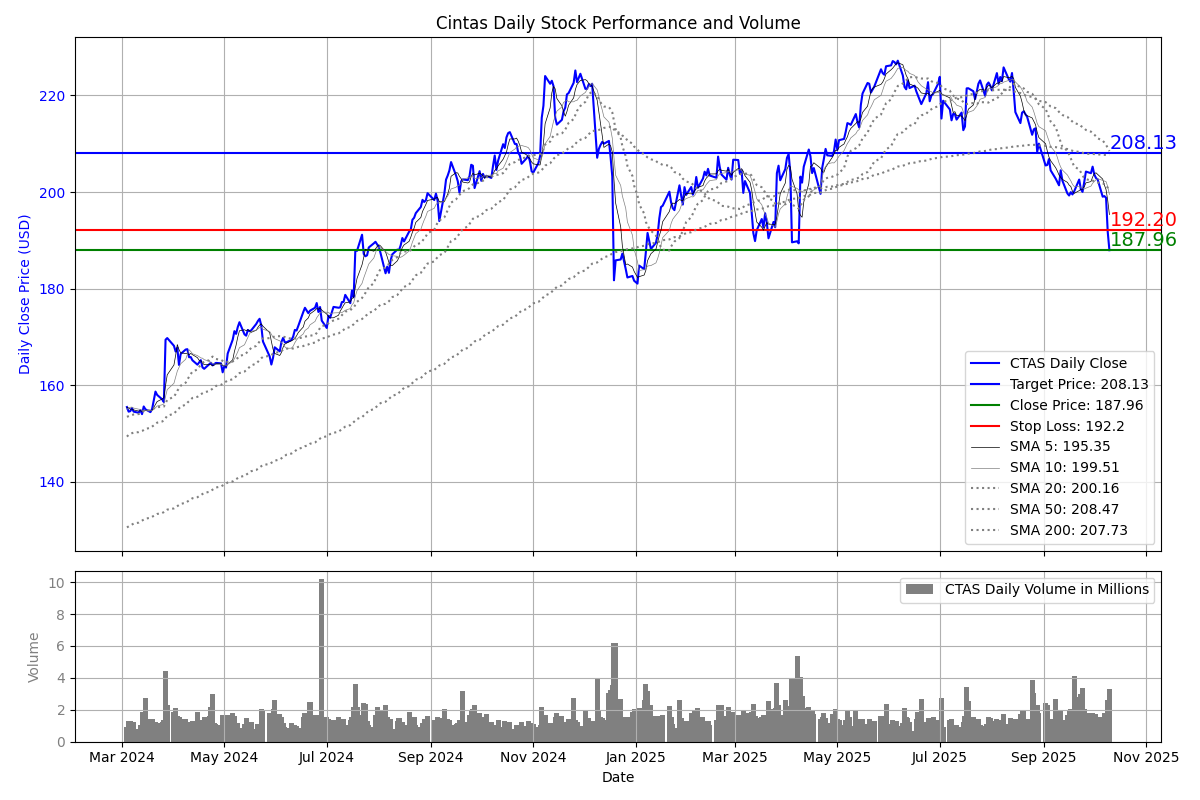 Cintas Daily Stock Performance and Volume
Daily Close Price (USD)
220
200
180
160
140
208.13
192.20
187.96
CTAS Daily Close
Target Price: 208.13
Close Price: 187.96
Stop Loss: 192.2
SMA 5: 195.35
SMA 10: 199.51
SMA 20: 200.16
SMA 50: 208.47
SMA 200: 207.73
Volume
10
8
6
4
2
0
CTAS Daily Volume in Millions
Mar 2024 May 2024 Jul 2024 Sep 2024 Nov 2024 Jan 2025 Mar 2025 May 2025 Jul 2025 Sep 2025 Nov 2025
Date